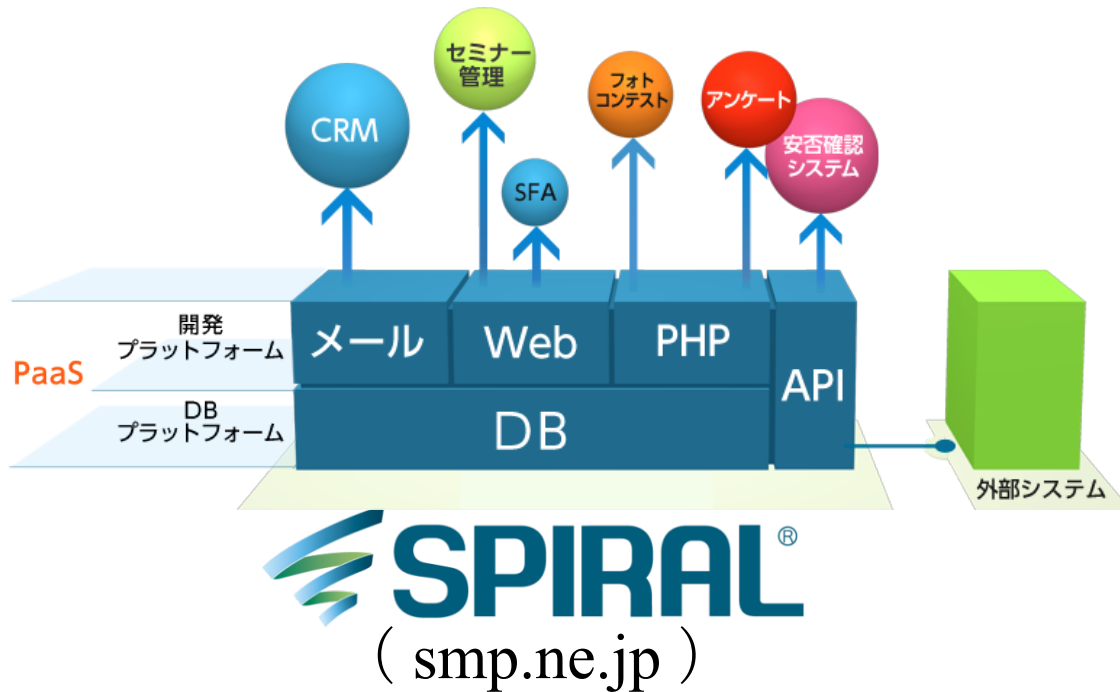 セミナー
管理
フォト
コンテスト
アンケート
CRM
安否確認
システム
SFA
開発
プラットフォーム
メール
Web
PHP
PaaS
API
DB
プラットフォーム
DB
外部システム
SPIRAL®
( smp.ne.jp )